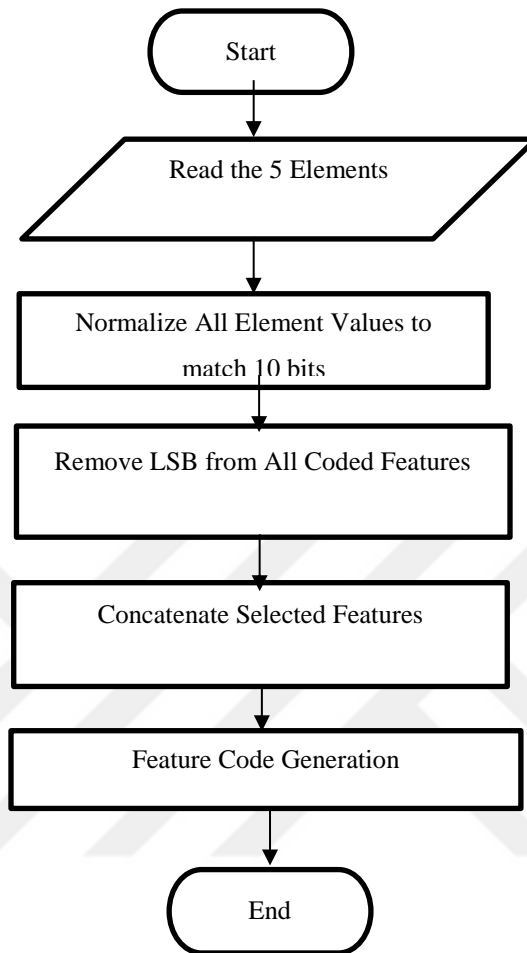 Start
Read the 5 Elements
Normalize All Element Values to
match 10 bits
Remove LSB from All Coded Features
Concatenate Selected Features
Feature Code Generation
End